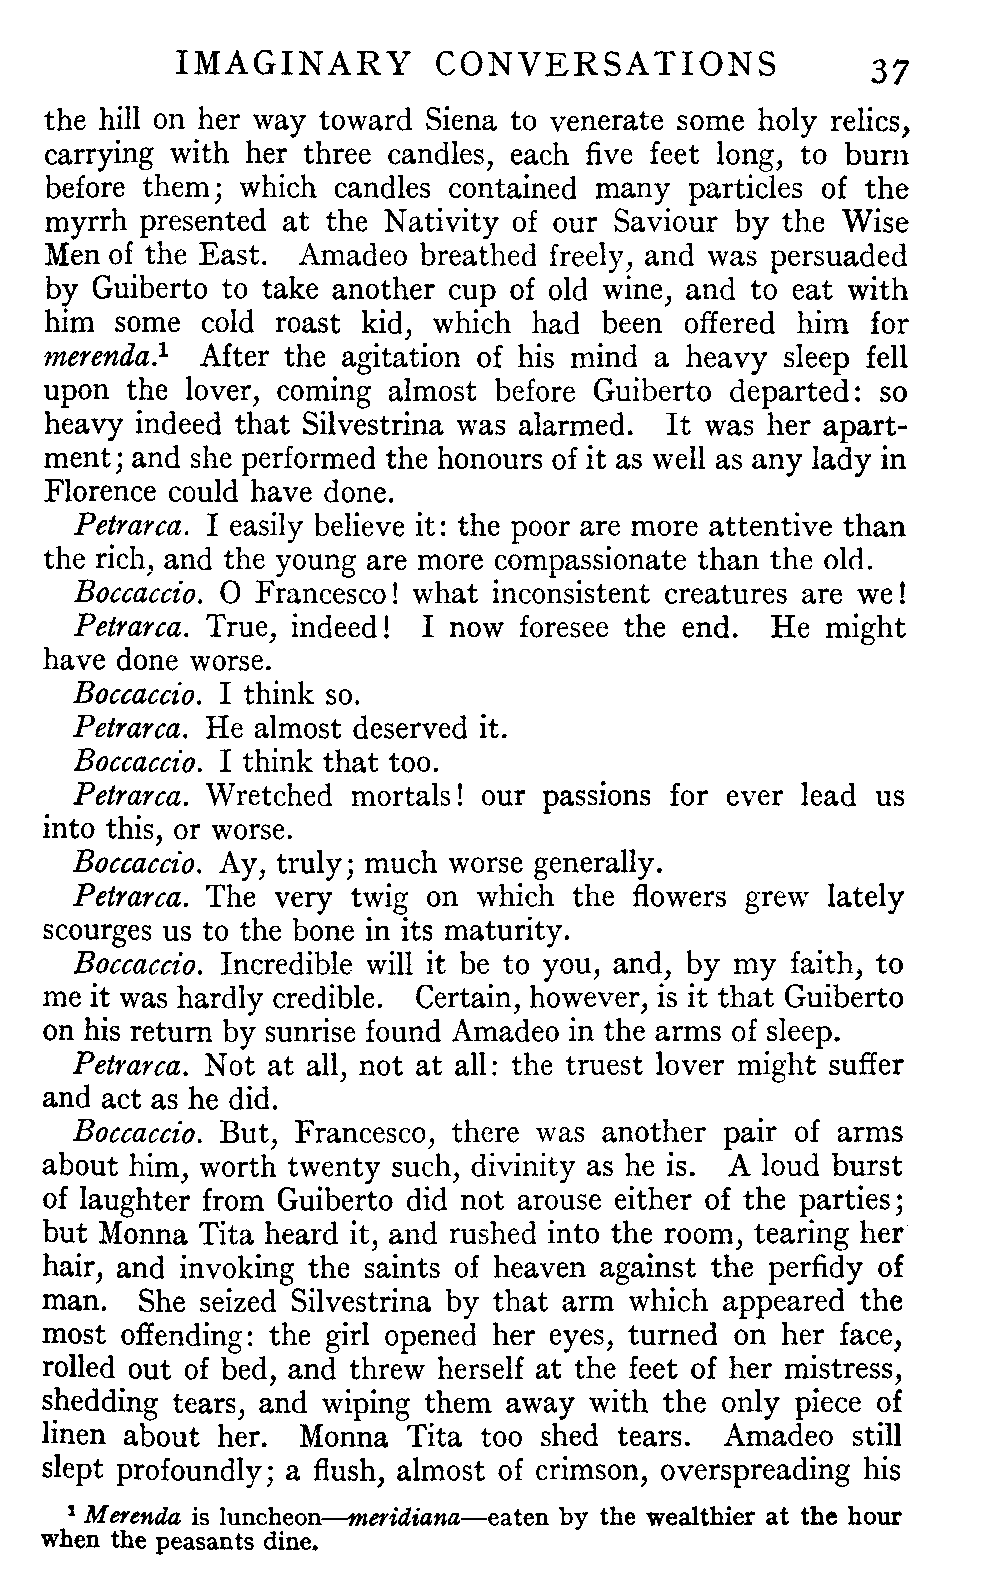 IMAGINARY CONVERSATIONS 37
the hill on her way toward Siena to venerate some holy relics,
carrying with her three candles, each five feet long, to burn
before them; which candles contained many particles of the
myrrh presented at the Nativity of our Saviour by the Wise
Men of the East. Amadeo breathed freely, and was persuaded
by Guiberto to take another cup of old wine, and to eat with
him some cold roast kid, which had been offered him for
merenda.¹ After the agitation of his mind a heavy sleep fell
upon the lover, coming almost before Guiberto departed: so
heavy indeed that Silvestrina was alarmed. It was her apart-
ment; and she performed the honours of it as well as any lady in
Florence could have done.
Petrarca. I easily believe it: the poor are more attentive than
the rich, and the young are more compassionate than the old.
Boccaccio. O Francesco! what inconsistent creatures are we!
Petrarca. True, indeed! I now foresee the end. He might
have done worse.
Boccaccio. I think so.
Petrarca. He almost deserved it.
Boccaccio. I think that too.
Petrarca. Wretched mortals! our passions for ever lead us
into this, or worse.
Boccaccio. Ay, truly; much worse generally.
Petrarca. The very twig on which the flowers grew lately
scourges us to the bone in its maturity.
Boccaccio. Incredible will it be to you, and, by my faith, to
me it was hardly credible. Certain, however, is it that Guiberto
on his return by sunrise found Amadeo in the arms of sleep.
Petrarca. Not at all, not at all: the truest lover might suffer
and act as he did.
Boccaccio. But, Francesco, there was another pair of arms
about him, worth twenty such, divinity as he is. A loud burst
of laughter from Guiberto did not arouse either of the parties;
but Monna Tita heard it, and rushed into the room, tearing her
hair, and invoking the saints of heaven against the perfidy of
man. She seized Silvestrina by that arm which appeared the
most offending: the girl opened her eyes, turned on her face,
rolled out of bed, and threw herself at the feet of her mistress,
shedding tears, and wiping them away with the only piece of
linen about her. Monna Tita too shed tears. Amadeo still
slept profoundly; a flush, almost of crimson, overspreading his
¹ Merenda is luncheon—meridiana—eaten by the wealthier at the hour
when the peasants dine.